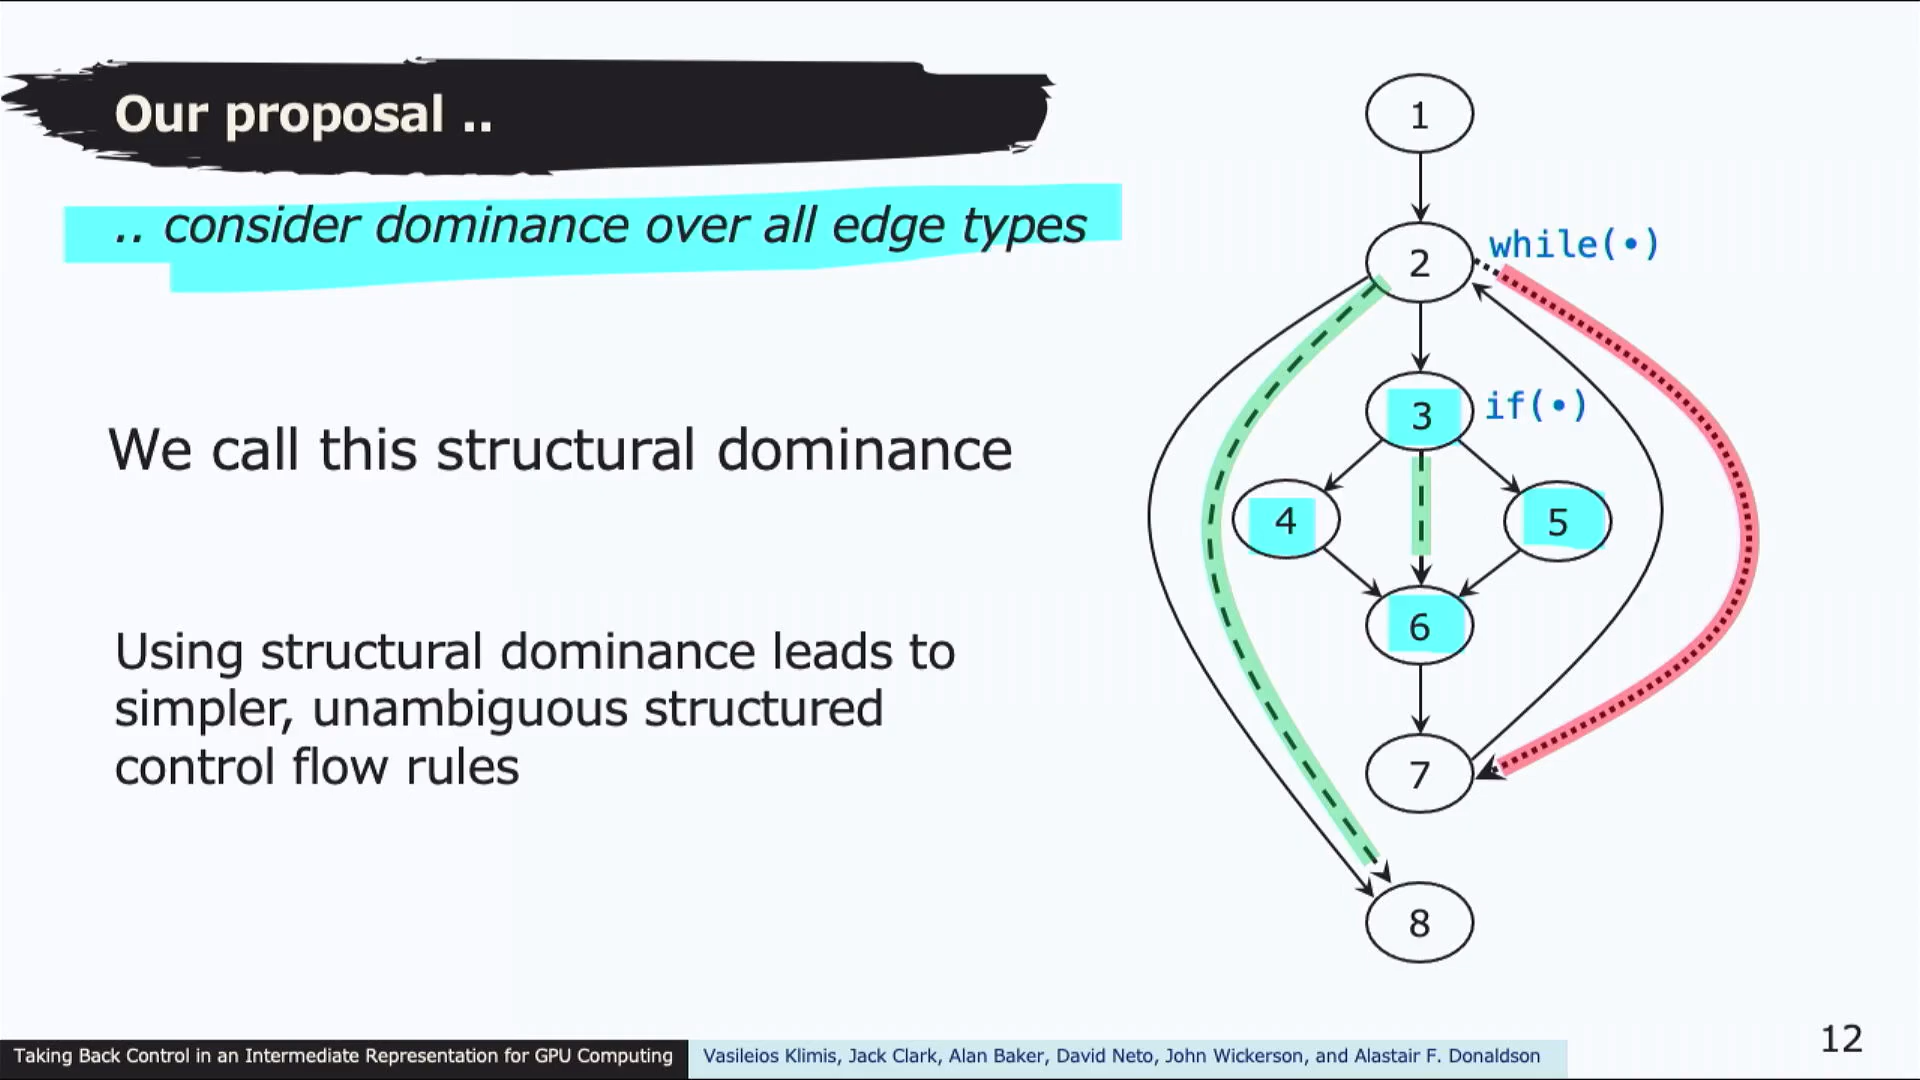 Our proposal ..
.. consider dominance over all edge types
We call this structural dominance
Using structural dominance leads to
simpler, unambiguous structured
control flow rules
1
2
while(•)
3
if(•)
4
5
6
7
8
12
Taking Back Control in an Intermediate Representation for GPU Computing
Vasileios Klimis, Jack Clark, Alan Baker, David Neto, John Wickerson, and Alastair F. Donaldson